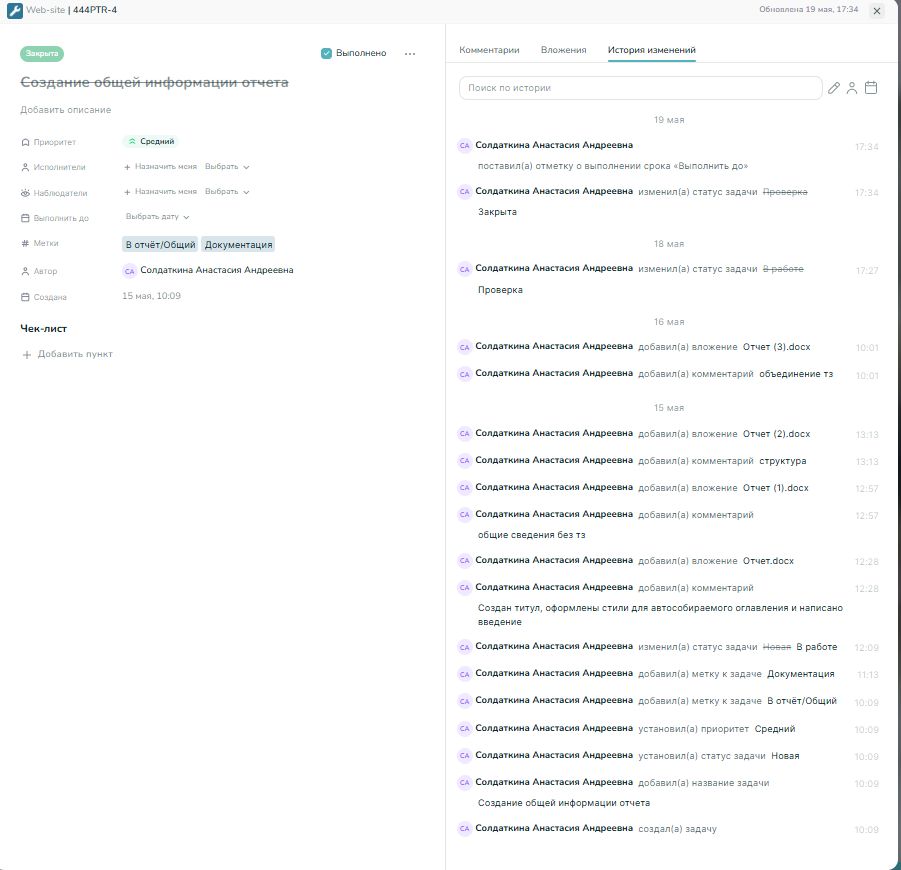 Web-site | 444PTR-4
Обновлена 19 мая, 17:34
Закрыта
Выполнено
Создание общей информации отчета
Добавить описание
Приоритет Средний
Исполнители + Назначить меня Выбрать
Наблюдатели + Назначить меня Выбрать
Выполнить до Выбрать дату
# Метки В отчёт/Общий Документация
Автор СА Солдаткина Анастасия Андреевна
Создана 15 мая, 10:09
Чек-лист
+ Добавить пункт
Комментарии Вложения История изменений
Поиск по истории
19 мая
СА Солдаткина Анастасия Андреевна 17:34
поставил(а) отметку о выполнении срока «Выполнить до»
СА Солдаткина Анастасия Андреевна изменил(а) статус задачи Проверка 17:34
Закрыта
18 мая
СА Солдаткина Анастасия Андреевна изменил(а) статус задачи В работе 17:27
Проверка
16 мая
СА Солдаткина Анастасия Андреевна добавил(а) вложение Отчет (3).docx 10:01
СА Солдаткина Анастасия Андреевна добавил(а) комментарий объединение тз 10:01
15 мая
СА Солдаткина Анастасия Андреевна добавил(а) вложение Отчет (2).docx 13:13
СА Солдаткина Анастасия Андреевна добавил(а) комментарий структура 13:13
СА Солдаткина Анастасия Андреевна добавил(а) вложение Отчет (1).docx 12:57
СА Солдаткина Анастасия Андреевна добавил(а) комментарий 12:57
общие сведения без тз
СА Солдаткина Анастасия Андреевна добавил(а) вложение Отчет.docx 12:28
СА Солдаткина Анастасия Андреевна добавил(а) комментарий 12:28
Создан титул, оформлены стили для автособираемого оглавления и написано
введение
СА Солдаткина Анастасия Андреевна изменил(а) статус задачи Новая В работе 12:09
СА Солдаткина Анастасия Андреевна добавил(а) метку к задаче Документация 11:13
СА Солдаткина Анастасия Андреевна добавил(а) метку к задаче В отчёт/Общий 10:09
СА Солдаткина Анастасия Андреевна установил(а) приоритет Средний 10:09
СА Солдаткина Анастасия Андреевна установил(а) статус задачи Новая 10:09
СА Солдаткина Анастасия Андреевна добавил(а) название задачи 10:09
Создание общей информации отчета
СА Солдаткина Анастасия Андреевна создал(а) задачу 10:09